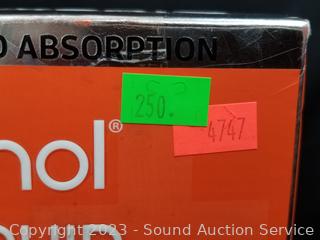 ABSORPTION
250.
4747
nol®
Copyright 2023 - Sound Auction Service